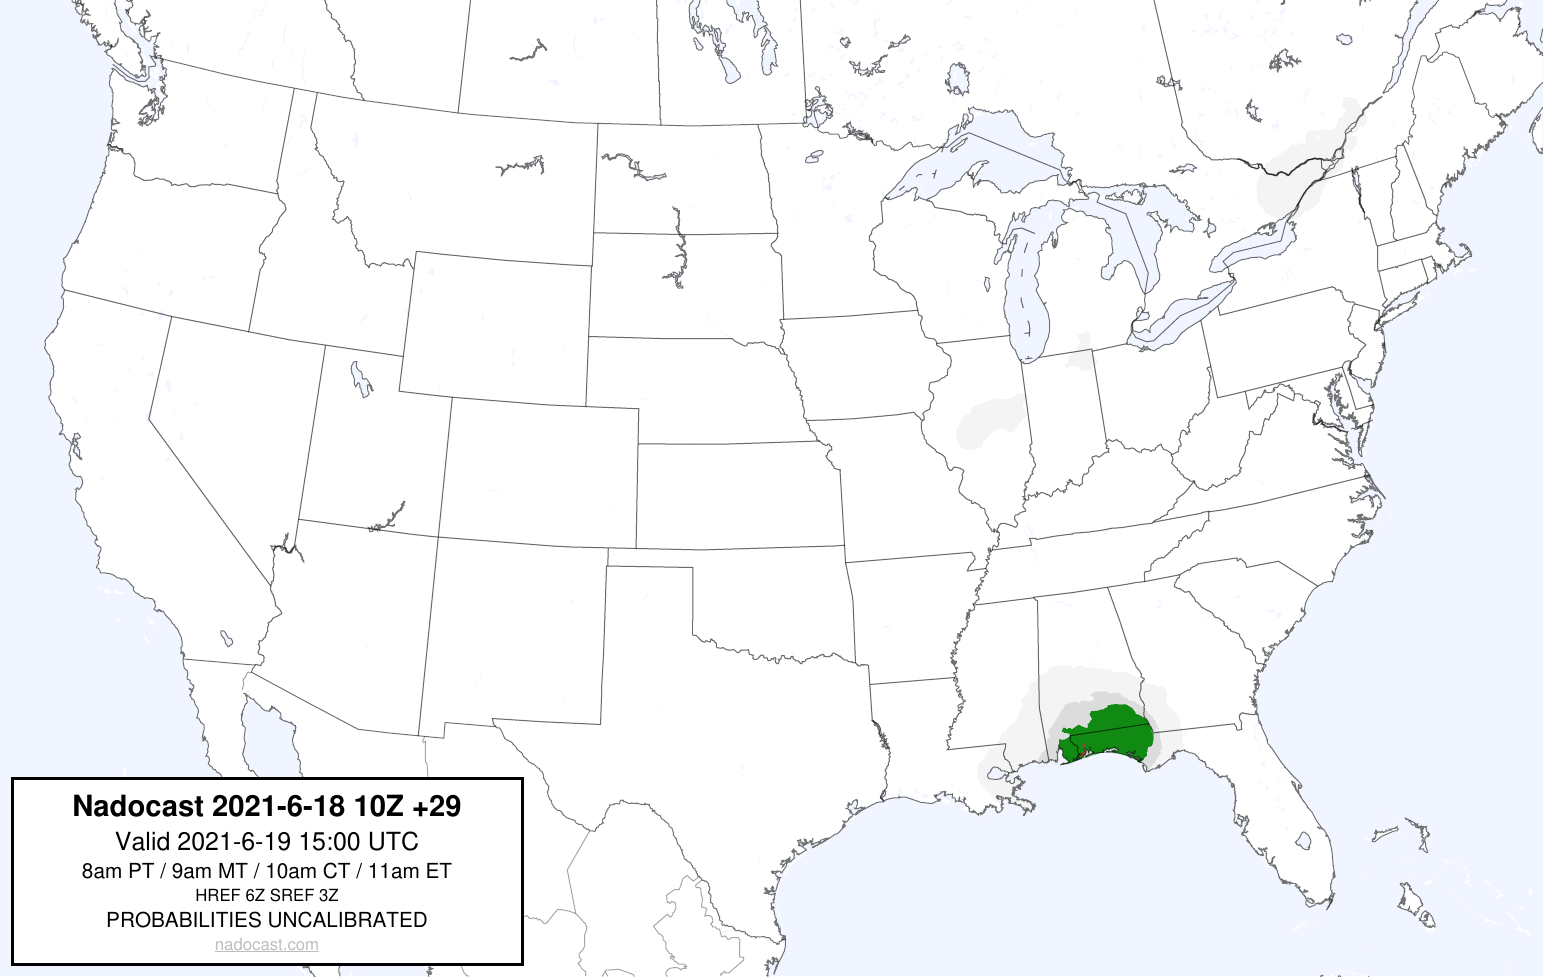 Nadocast 2021-6-18 10Z +29
Valid 2021-6-19 15:00 UTC
8am PT / 9am MT / 10am CT / 11am ET
HREF 6Z SREF 3Z
PROBABILITIES UNCALIBRATED
nadocast.com